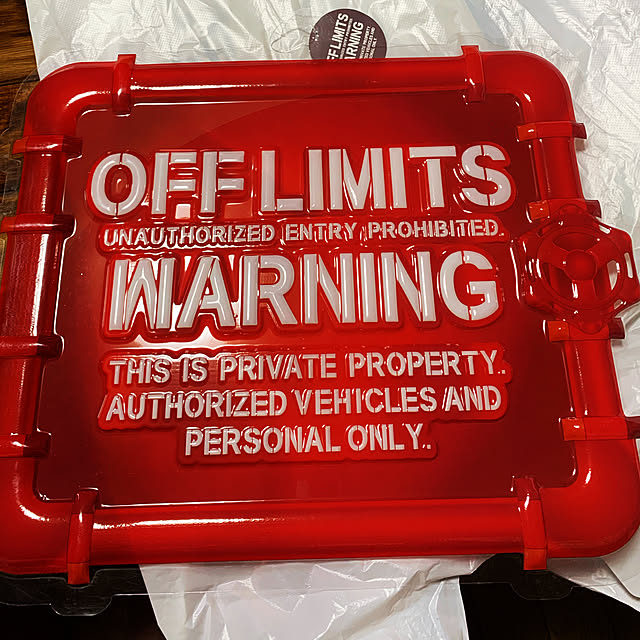 OFF LIMITS
WARNING
OFF LIMITS
UNAUTHORIZED ENTRY PROHIBITED.
WARNING
THIS IS PRIVATE PROPERTY.
AUTHORIZED VEHICLES AND
PERSONAL ONLY.